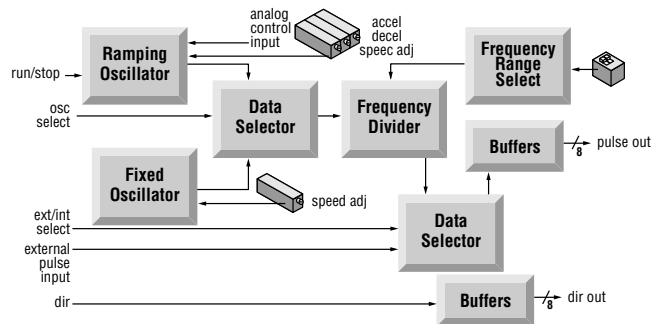 analog
control
input
accel
decel
speec adj
Ramping
Oscillator
run/stop
Frequency
Range
Select
osc
select
Data
Selector
Frequency
Divider
Buffers
8
pulse out
Fixed
Oscillator
speed adj
ext/int
select
external
pulse
input
Data
Selector
dir
Buffers
8
dir out